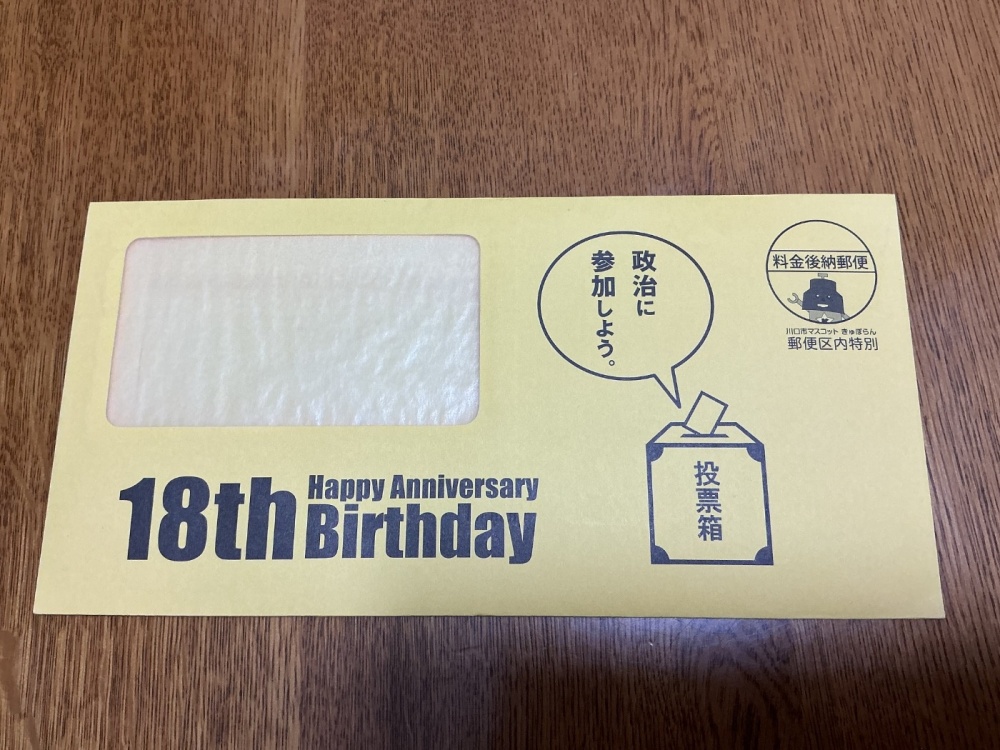 政治に
参加しよう。
料金後納郵便
川口市マスコット きゅぽらん
郵便区内特別
投票箱
18th
Happy Anniversary
Birthday